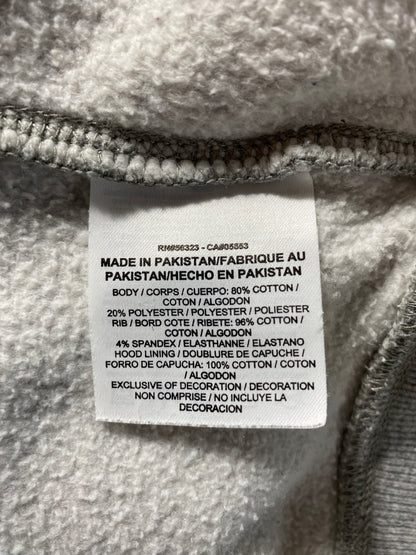 RN#56323 - CA#05553
MADE IN PAKISTAN/FABRIQUE AU
PAKISTAN/HECHO EN PAKISTAN
BODY / CORPS / CUERPO: 80% COTTON /
COTON / ALGODON
20% POLYESTER / POLYESTER / POLIESTER
RIB / BORD COTE / RIBETE: 96% COTTON /
COTON / ALGODON
4% SPANDEX / ELASTHANNE / ELASTANO
HOOD LINING / DOUBLURE DE CAPUCHE /
FORRO DE CAPUCHA: 100% COTTON / COTON
/ ALGODON
EXCLUSIVE OF DECORATION / DECORATION
NON COMPRISE / NO INCLUYE LA
DECORACION